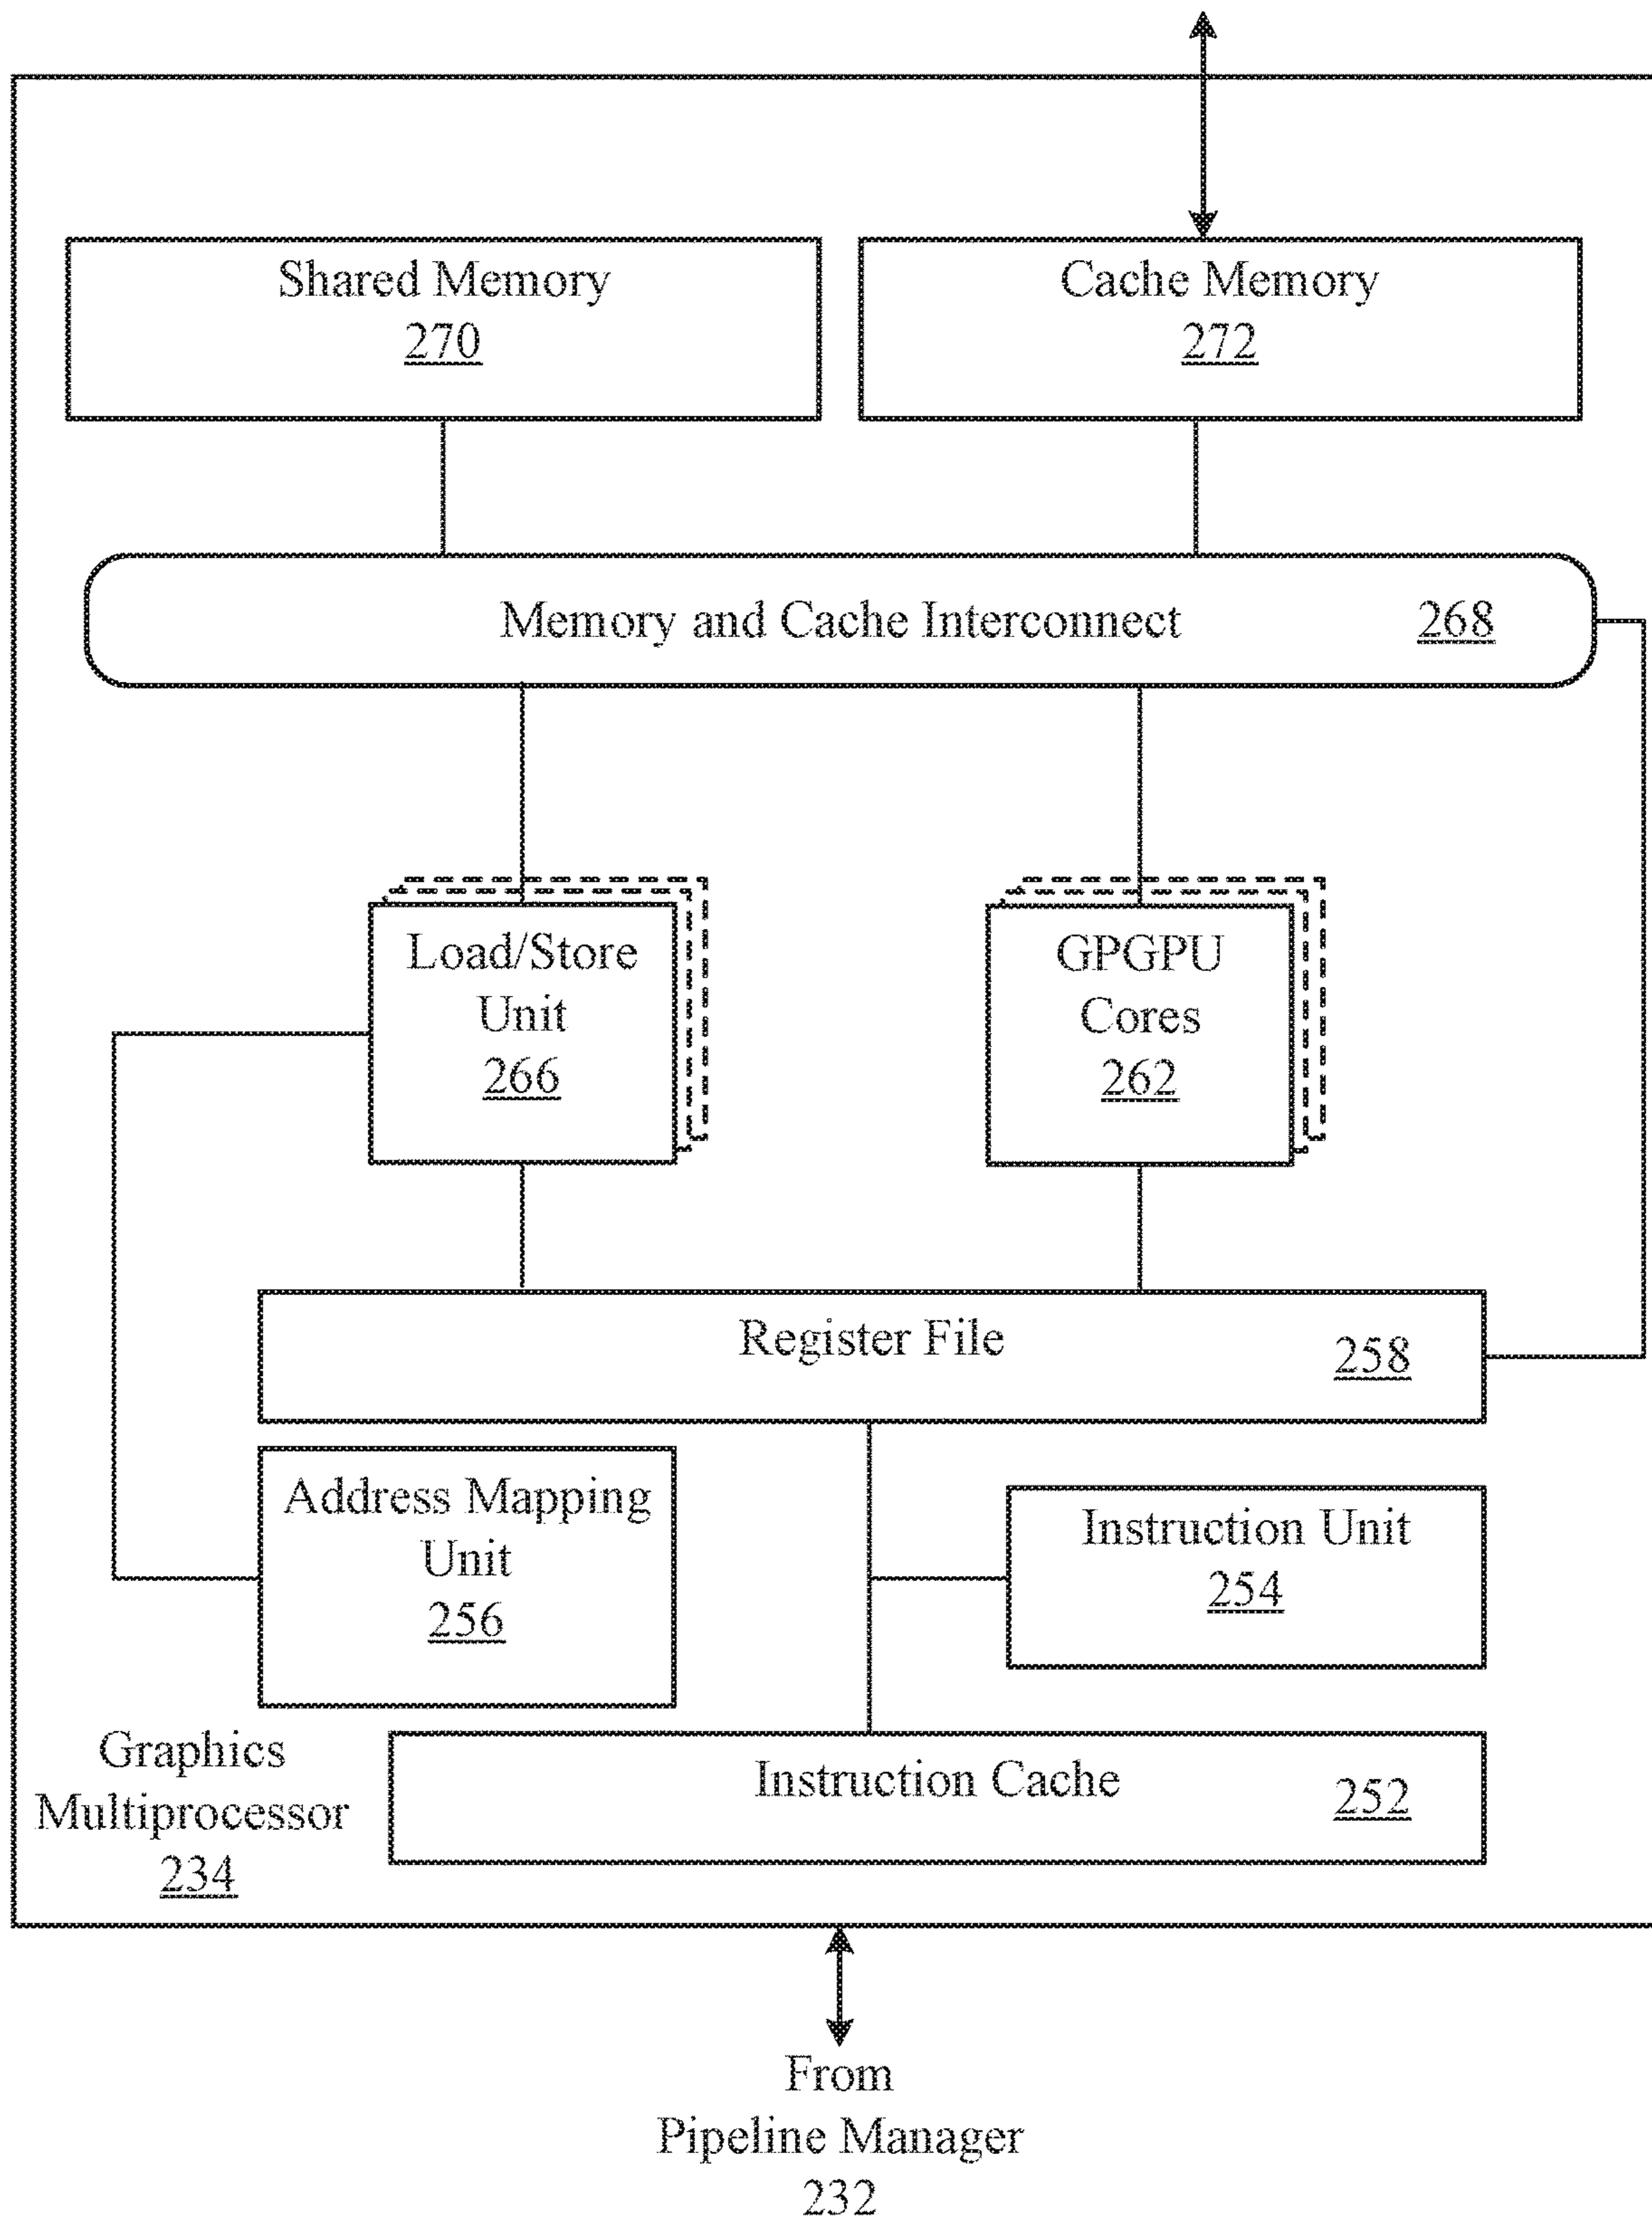 Shared Memory
270
Cache Memory
272
Memory and Cache Interconnect 268
Load/Store
Unit
266
GPGPU
Cores
262
Register File 258
Address Mapping
Unit
256
Instruction Unit
254
Graphics
Multiprocessor
234
Instruction Cache 252
From
Pipeline Manager
232